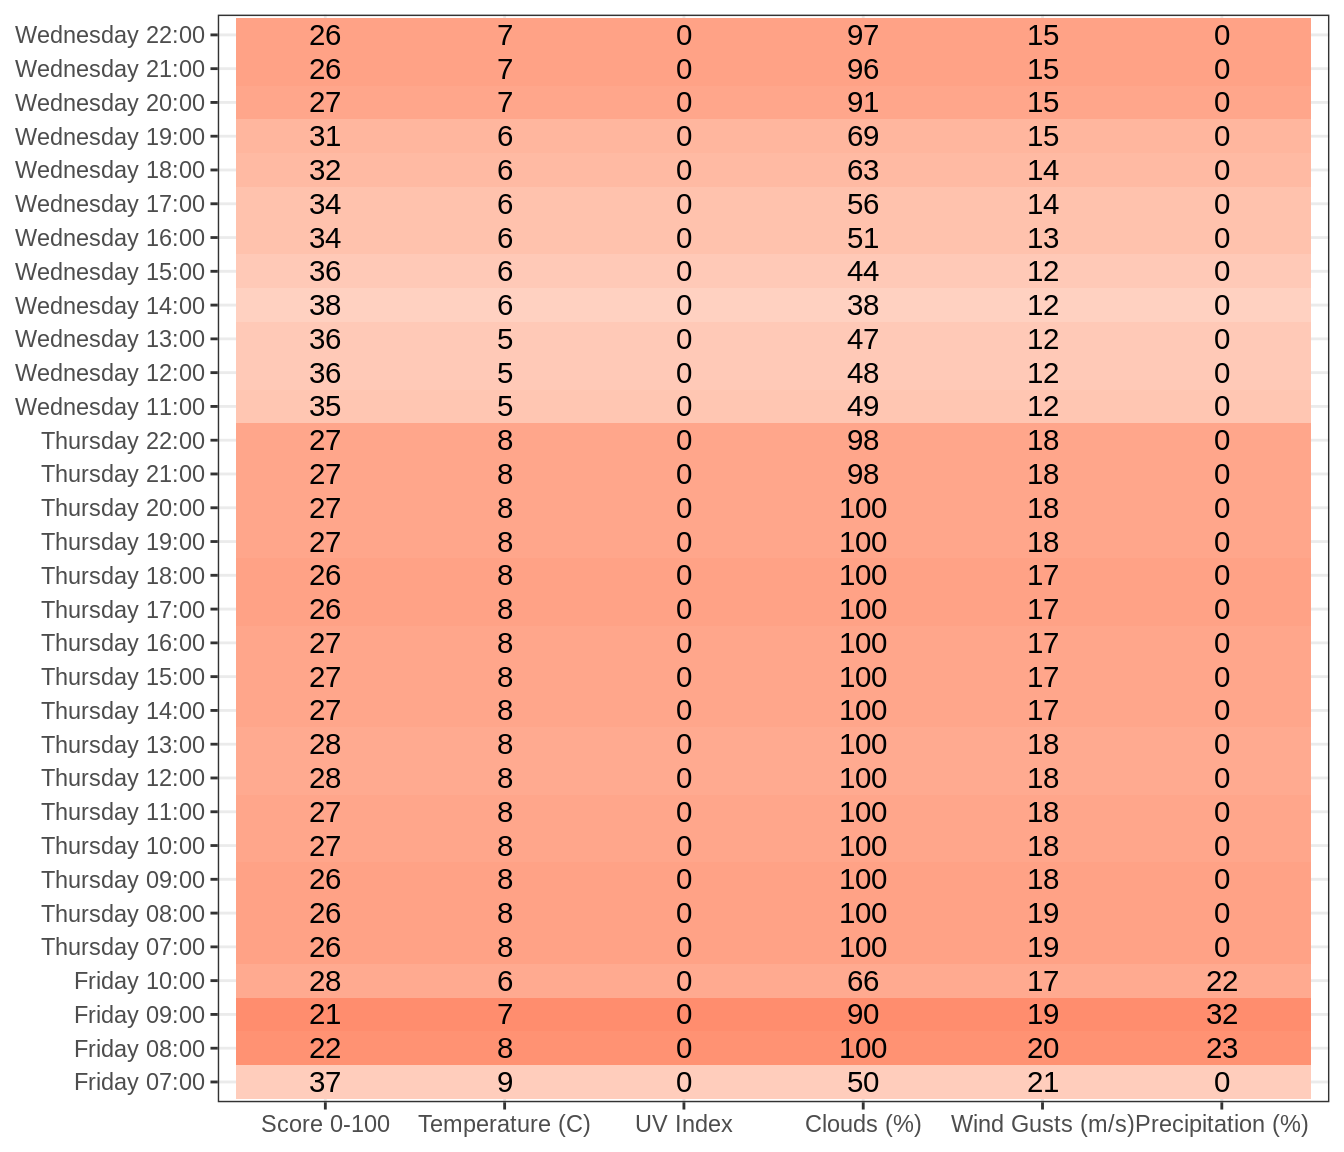 Wednesday 22:00 26 7 0 97 15 0
Wednesday 21:00 26 7 0 96 15 0
Wednesday 20:00 27 7 0 91 15 0
Wednesday 19:00 31 6 0 69 15 0
Wednesday 18:00 32 6 0 63 14 0
Wednesday 17:00 34 6 0 56 14 0
Wednesday 16:00 34 6 0 51 13 0
Wednesday 15:00 36 6 0 44 12 0
Wednesday 14:00 38 6 0 38 12 0
Wednesday 13:00 36 5 0 47 12 0
Wednesday 12:00 36 5 0 48 12 0
Wednesday 11:00 35 5 0 49 12 0
Thursday 22:00 27 8 0 98 18 0
Thursday 21:00 27 8 0 98 18 0
Thursday 20:00 27 8 0 100 18 0
Thursday 19:00 27 8 0 100 18 0
Thursday 18:00 26 8 0 100 17 0
Thursday 17:00 26 8 0 100 17 0
Thursday 16:00 27 8 0 100 17 0
Thursday 15:00 27 8 0 100 17 0
Thursday 14:00 27 8 0 100 17 0
Thursday 13:00 28 8 0 100 18 0
Thursday 12:00 28 8 0 100 18 0
Thursday 11:00 27 8 0 100 18 0
Thursday 10:00 27 8 0 100 18 0
Thursday 09:00 26 8 0 100 18 0
Thursday 08:00 26 8 0 100 19 0
Thursday 07:00 26 8 0 100 19 0
Friday 10:00 28 6 0 66 17 22
Friday 09:00 21 7 0 90 19 32
Friday 08:00 22 8 0 100 20 23
Friday 07:00 37 9 0 50 21 0
Score 0-100 Temperature (C) UV Index Clouds (%) Wind Gusts (m/s) Precipitation (%)